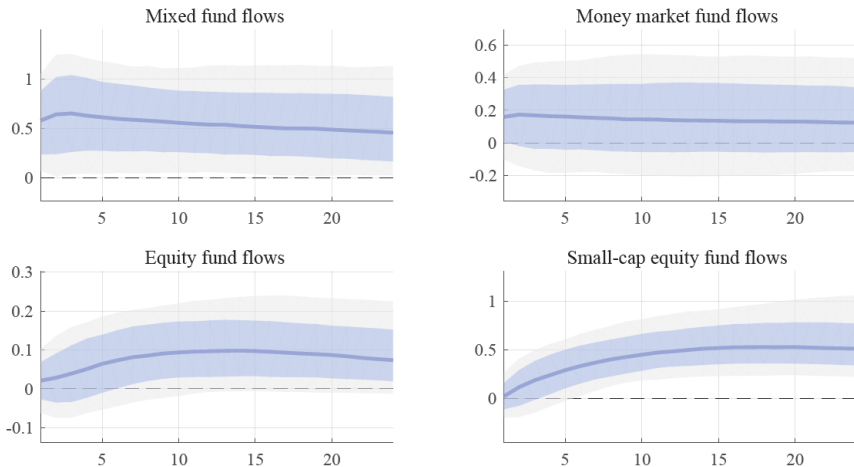 Mixed fund flows
1
0.5
0
5 10 15 20
Money market fund flows
0.6
0.4
0.2
0
-0.2
5 10 15 20
Equity fund flows
0.3
0.2
0.1
0
-0.1
5 10 15 20
Small-cap equity fund flows
1
0.5
0
5 10 15 20